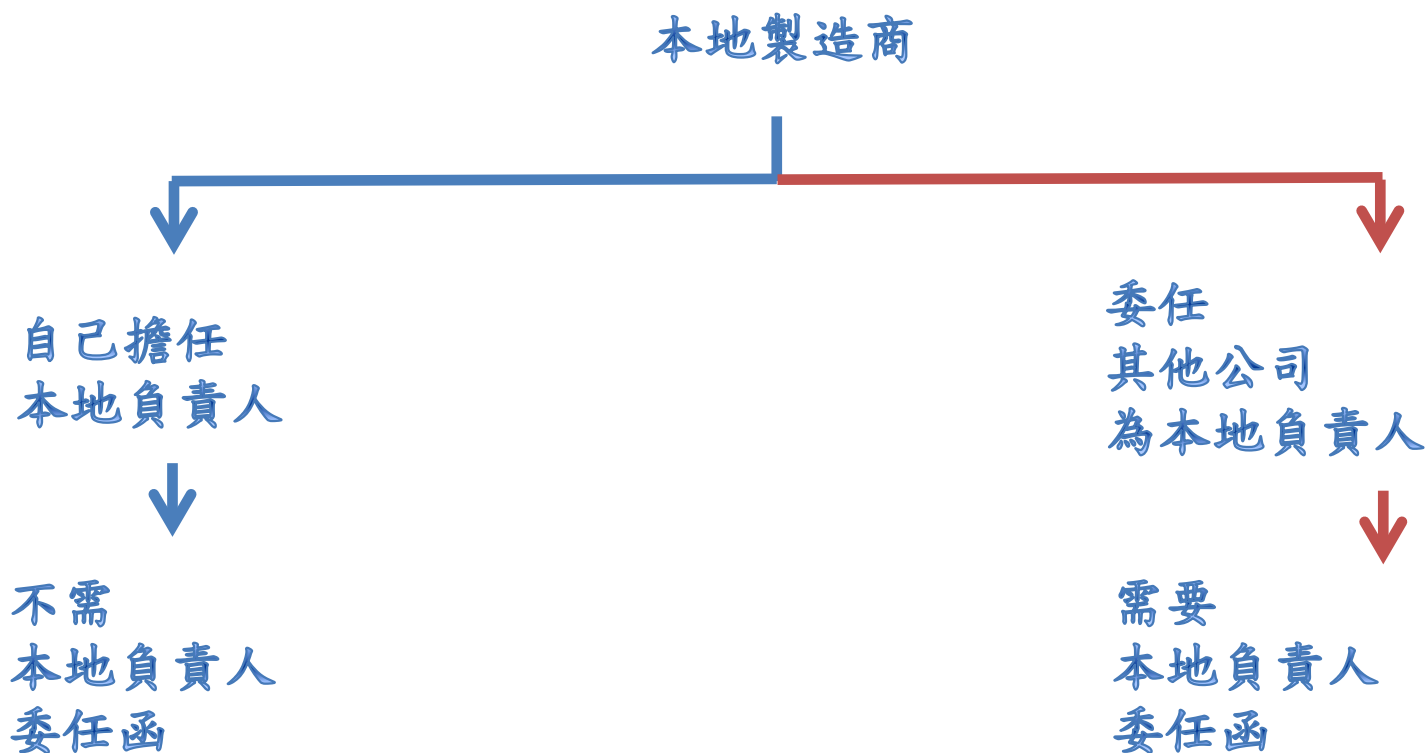 本地製造商
自己擔任
本地負責人
不需
本地負責人
委任函
委任
其他公司
為本地負責人
需要
本地負責人
委任函